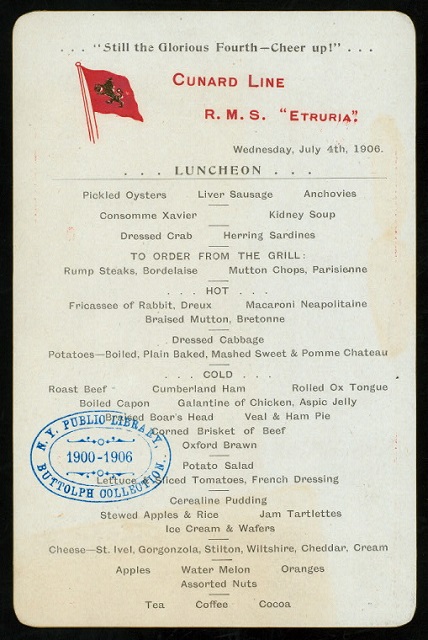 . . . "Still the Glorious Fourth—Cheer up!" . . .
CUNARD LINE
R. M. S. "ETRURIA".
Wednesday, July 4th, 1906.
. . . LUNCHEON . . .
Pickled Oysters Liver Sausage Anchovies
Consomme Xavier Kidney Soup
Dressed Crab Herring Sardines
TO ORDER FROM THE GRILL:
Rump Steaks, Bordelaise Mutton Chops, Parisienne
. . . HOT . . .
Fricassee of Rabbit, Dreux Macaroni Neapolitaine
Braised Mutton, Bretonne
Dressed Cabbage
Potatoes—Boiled, Plain Baked, Mashed Sweet & Pomme Chateau
. . . COLD . . .
Roast Beef Cumberland Ham Rolled Ox Tongue
Boiled Capon Galantine of Chicken, Aspic Jelly
Braised Boar's Head Veal & Ham Pie
Corned Brisket of Beef
Oxford Brawn
Potato Salad
Lettuce Sliced Tomatoes, French Dressing
Cerealine Pudding
Stewed Apples & Rice Jam Tartlettes
Ice Cream & Wafers
Cheese—St. Ivel, Gorgonzola, Stilton, Wiltshire, Cheddar, Cream
Apples Water Melon Oranges
Assorted Nuts
Tea Coffee Cocoa
N. Y. PUBLIC LIBRARY,
1900-1906
BUTTOLPH COLLECTION.